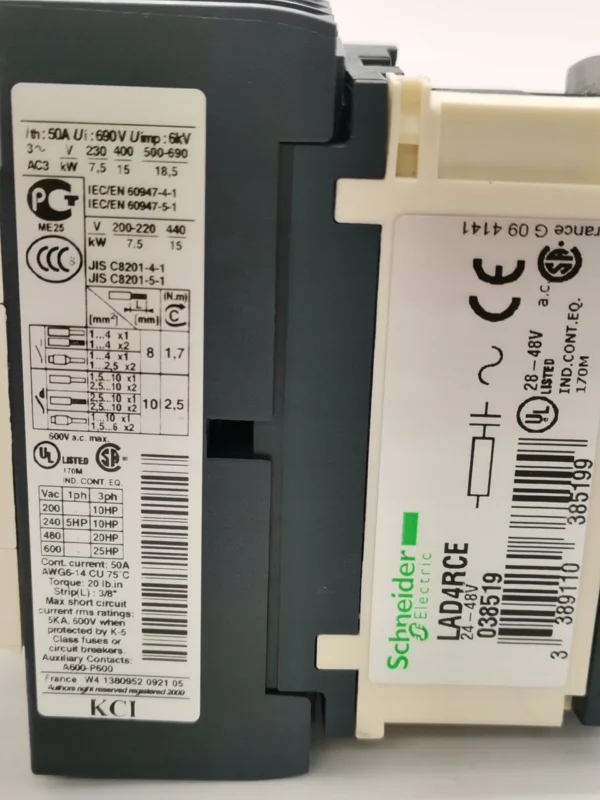 Ith : 50A Ui : 690V Uimp : 6kV
3~ V 230 400 500-690
AC3 kW 7,5 15 18,5
IEC/EN 60947-4-1
IEC/EN 60947-5-1
ME25
V 200-220 440
kW 7.5 15
CCC S
JIS C8201-4-1
JIS C8201-5-1
L (N.m)
[mm²] [mm] C
1...4 x1
1...4 x2
1...4 x1
1...2,5 x2
8 1,7
1,5...10 x1
2,5...10 x2
2,5...10 x1
2,5...10 x2
1...10 x1
1,5...6 x2
10 2,5
600V a.c. max.
UL LISTED SA
170M
IND. CONT. EQ.
Vac 1ph 3ph
200 10HP
240 5HP 10HP
480 20HP
600 25HP
Cont. current: 50A
AWG6-14 CU 75°C
Torque: 20 lb.in
Strip(L): 3/8"
Max short circuit
current rms ratings:
5KA, 600V when
protected by K-5
Class fuses or
circuit breakers.
Auxiliary Contacts:
A600-P600
France W4 1380952 0921 05
Authors right reserved registered 2000
KCI
rance G 09 4141
CE
a.c. SA
28-48V
UL LISTED
IND.CONT.EQ.
170M
Schneider
Electric
LAD4RCE
24-48V
038519
3 389110 385199